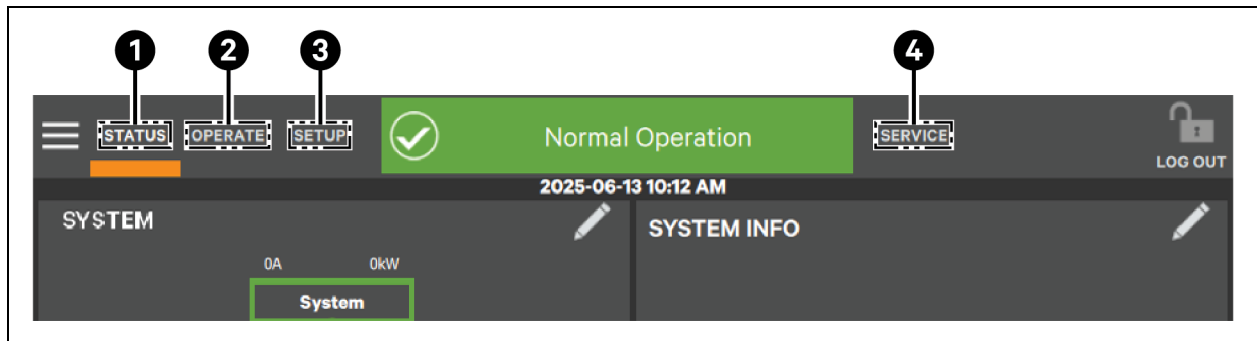 1 2 3 4
STATUS OPERATE SETUP Normal Operation SERVICE
LOG OUT
2025-06-13 10:12 AM
SYSTEM SYSTEM INFO
0A 0kW
System